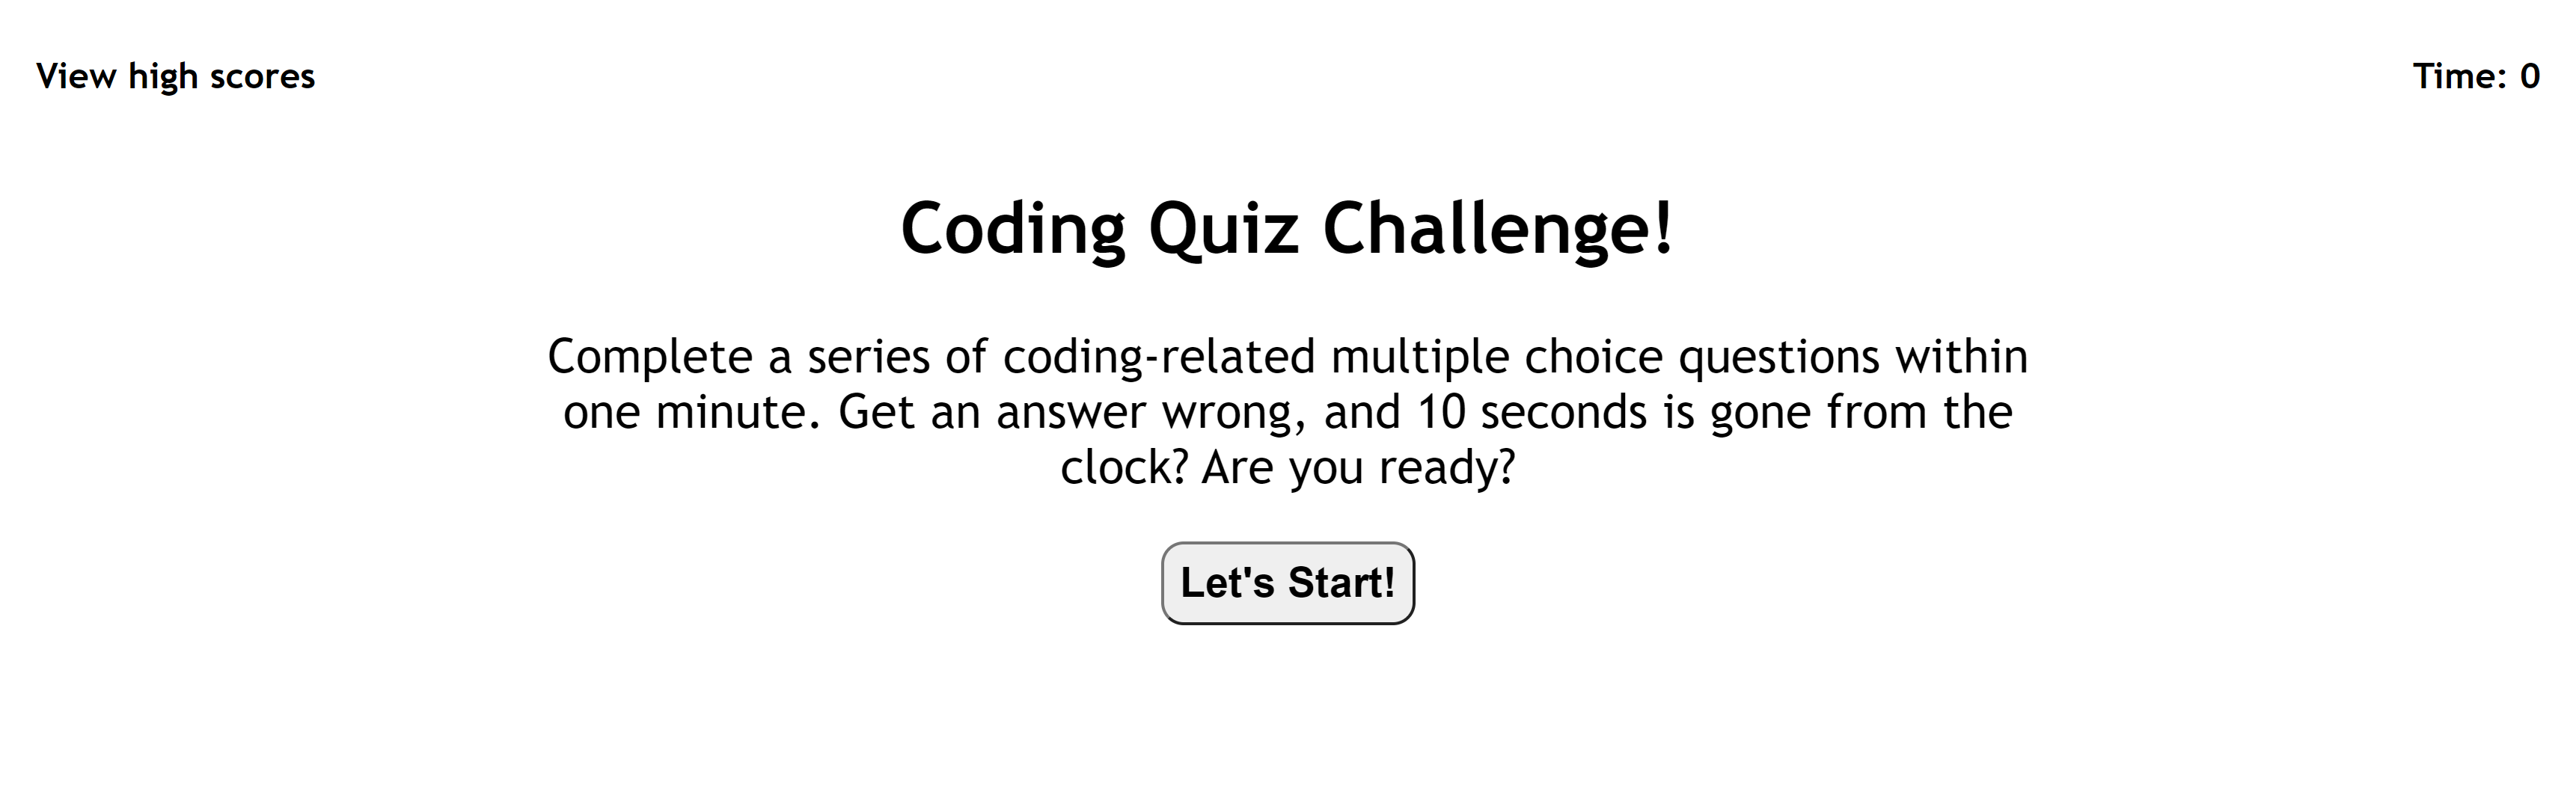 View high scores
Time: 0
Coding Quiz Challenge!
Complete a series of coding-related multiple choice questions within
one minute. Get an answer wrong, and 10 seconds is gone from the
clock? Are you ready?
Let's Start!